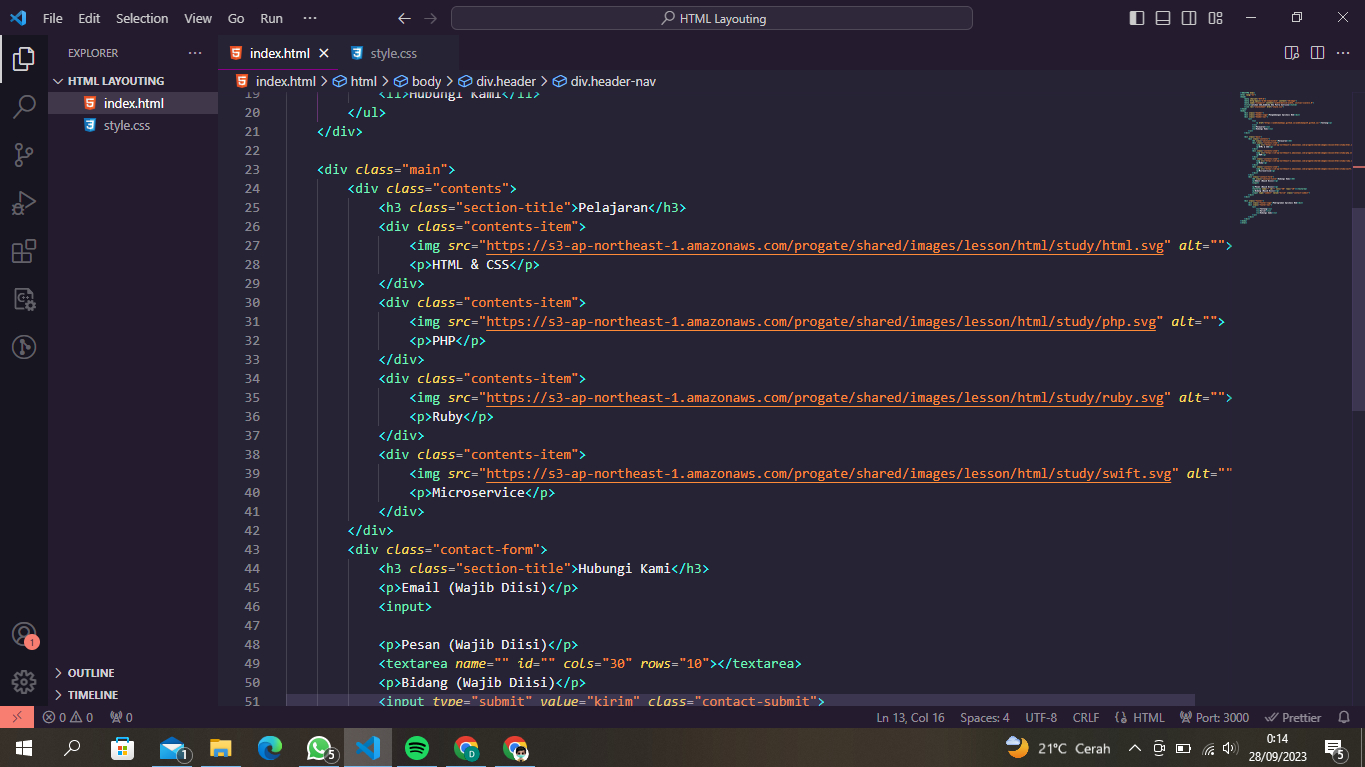 File Edit Selection View Go Run ··· HTML Layouting
EXPLORER ···
HTML LAYOUTING
index.html
style.css
OUTLINE
TIMELINE
index.html style.css
index.html > html > body > div.header > div.header-nav
19 <li>Hubungi Kami</li>
20 </ul>
21 </div>
22
23 <div class="main">
24 <div class="contents">
25 <h3 class="section-title">Pelajaran</h3>
26 <div class="contents-item">
27 <img src="https://s3-ap-northeast-1.amazonaws.com/progate/shared/images/lesson/html/study/html.svg" alt="">
28 <p>HTML & CSS</p>
29 </div>
30 <div class="contents-item">
31 <img src="https://s3-ap-northeast-1.amazonaws.com/progate/shared/images/lesson/html/study/php.svg" alt="">
32 <p>PHP</p>
33 </div>
34 <div class="contents-item">
35 <img src="https://s3-ap-northeast-1.amazonaws.com/progate/shared/images/lesson/html/study/ruby.svg" alt="">
36 <p>Ruby</p>
37 </div>
38 <div class="contents-item">
39 <img src="https://s3-ap-northeast-1.amazonaws.com/progate/shared/images/lesson/html/study/swift.svg" alt=""
40 <p>Microservice</p>
41 </div>
42 </div>
43 <div class="contact-form">
44 <h3 class="section-title">Hubungi Kami</h3>
45 <p>Email (Wajib Diisi)</p>
46 <input>
47
48 <p>Pesan (Wajib Diisi)</p>
49 <textarea name="" id="" cols="30" rows="10"></textarea>
50 <p>Bidang (Wajib Diisi)</p>
51 <input type="submit" value="kirim" class="contact-submit">
1
0 0 0 Ln 13, Col 16 Spaces: 4 UTF-8 CRLF HTML Port: 3000 Prettier
1 5 D 21°C Cerah 0:14
28/09/2023
5